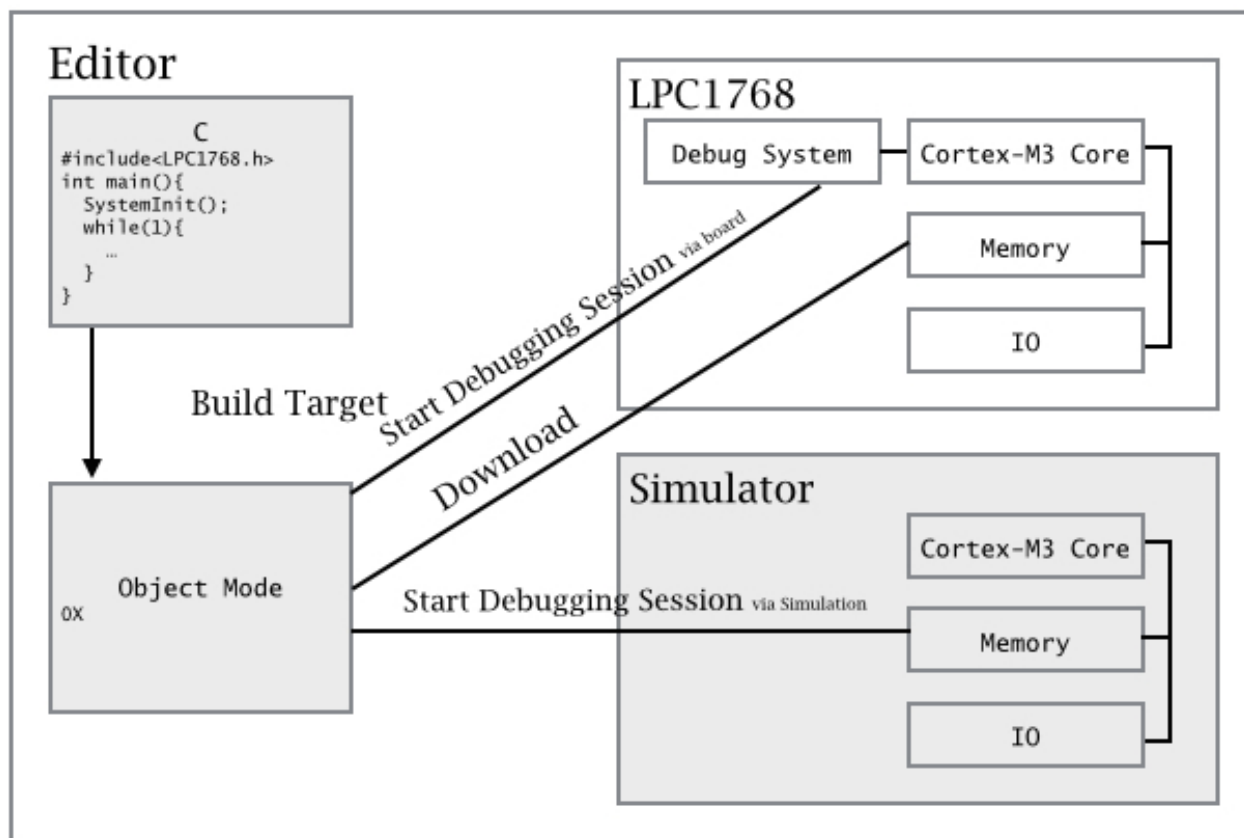 Editor
C
#include<LPC1768.h>
int main(){
SystemInit();
while(1){
…
}
}
Build Target
Object Mode
0X
Start Debugging Session via board
Download
Start Debugging Session via Simulation
LPC1768
Debug System
Cortex-M3 Core
Memory
IO
Simulator
Cortex-M3 Core
Memory
IO